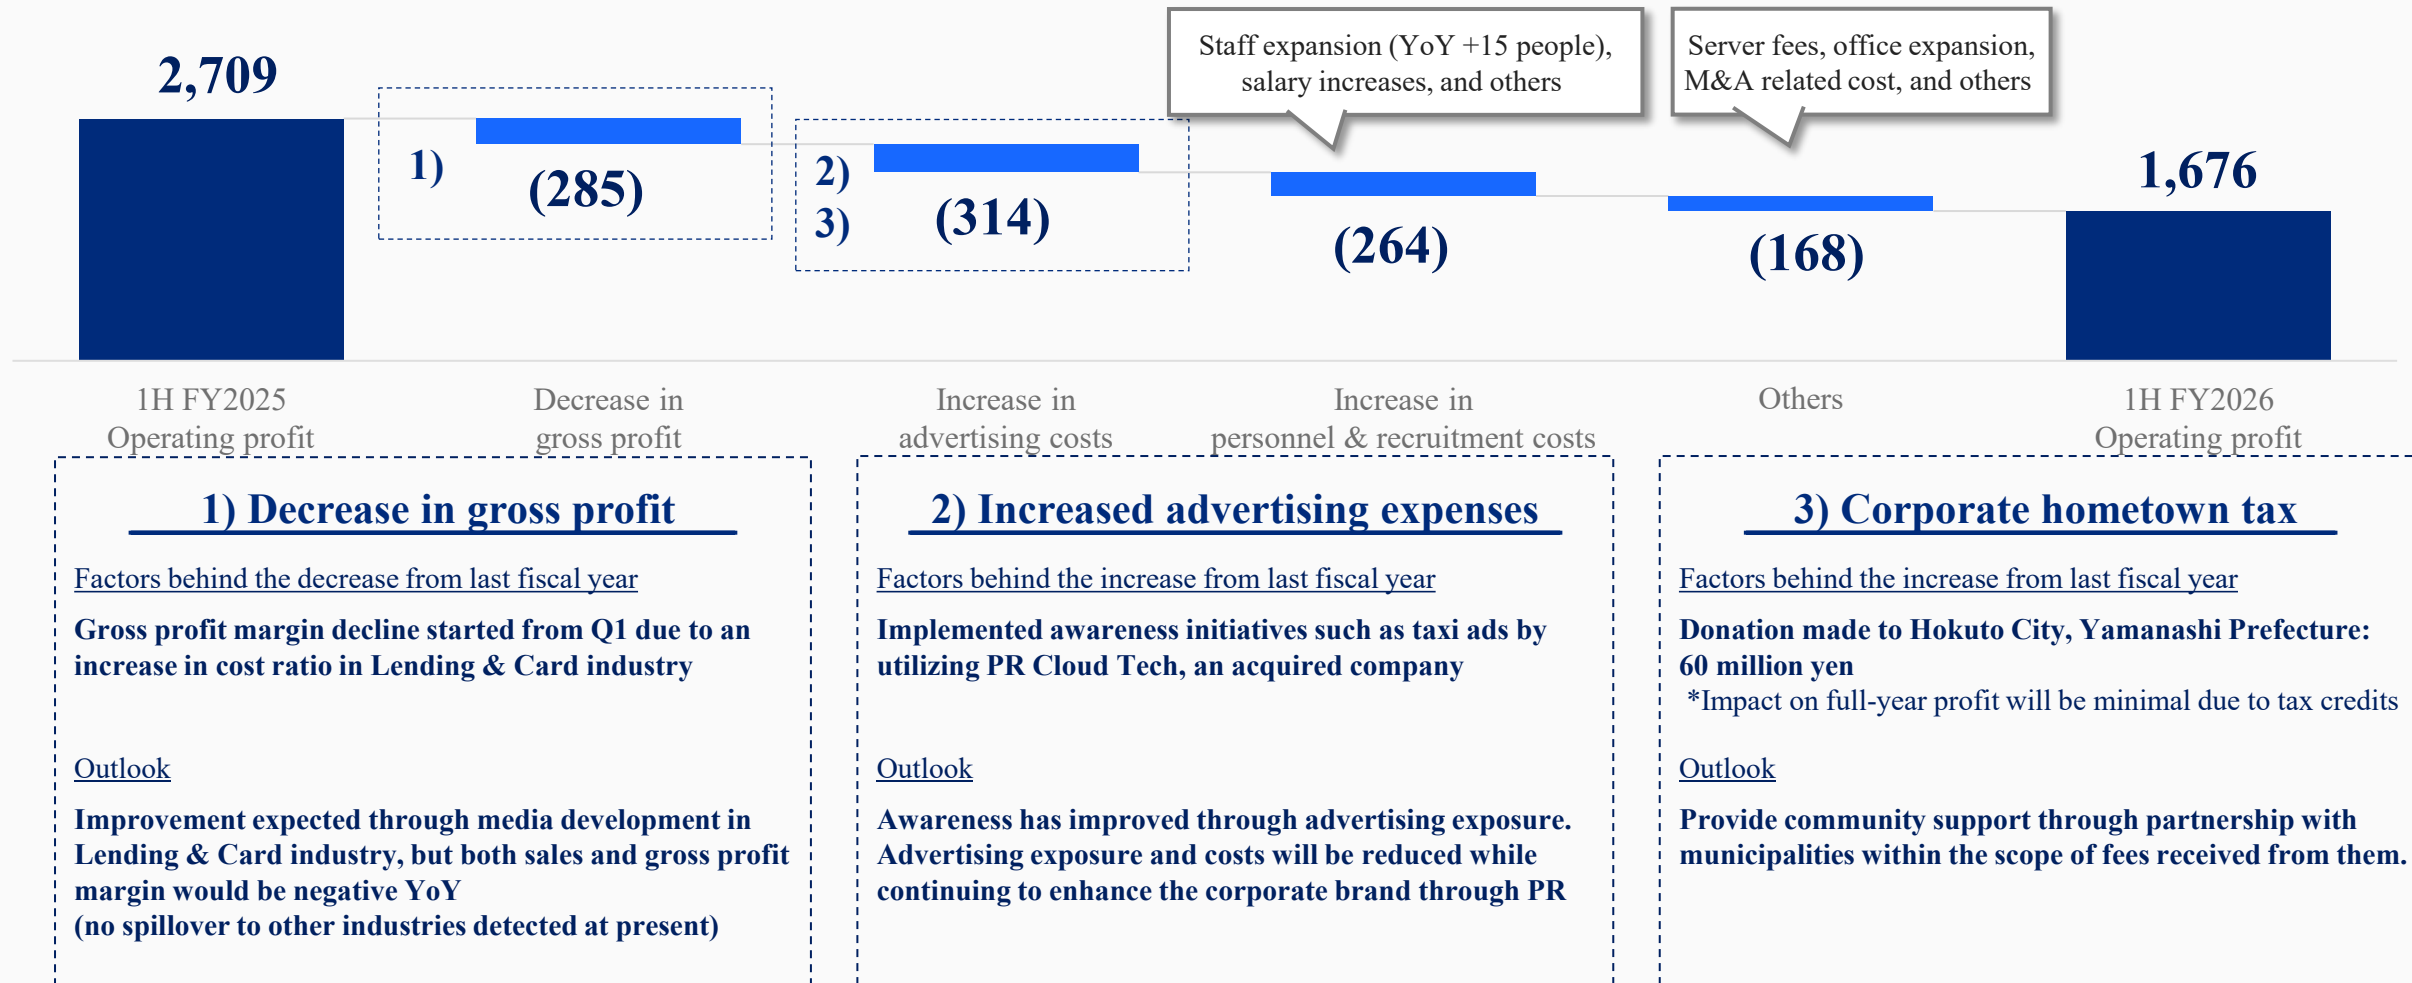 Staff expansion (YoY +15 people),
salary increases, and others
Server fees, office expansion,
M&A related cost, and others
2,709
1)
(285)
2)
3)
(314)
(264)
(168)
1,676
1H FY2025
Operating profit
Decrease in
gross profit
Increase in
advertising costs
Increase in
personnel & recruitment costs
Others
1H FY2026
Operating profit
1) Decrease in gross profit
Factors behind the decrease from last fiscal year
Gross profit margin decline started from Q1 due to an
increase in cost ratio in Lending & Card industry
Outlook
Improvement expected through media development in
Lending & Card industry, but both sales and gross profit
margin would be negative YoY
(no spillover to other industries detected at present)
2) Increased advertising expenses
Factors behind the increase from last fiscal year
Implemented awareness initiatives such as taxi ads by
utilizing PR Cloud Tech, an acquired company
Outlook
Awareness has improved through advertising exposure.
Advertising exposure and costs will be reduced while
continuing to enhance the corporate brand through PR
3) Corporate hometown tax
Factors behind the increase from last fiscal year
Donation made to Hokuto City, Yamanashi Prefecture:
60 million yen
*Impact on full-year profit will be minimal due to tax credits
Outlook
Provide community support through partnership with
municipalities within the scope of fees received from them.